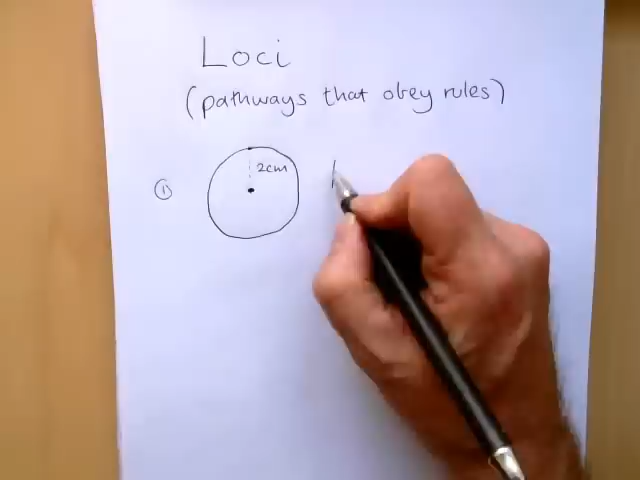 Loci
(pathways that obey rules)
① 2cm